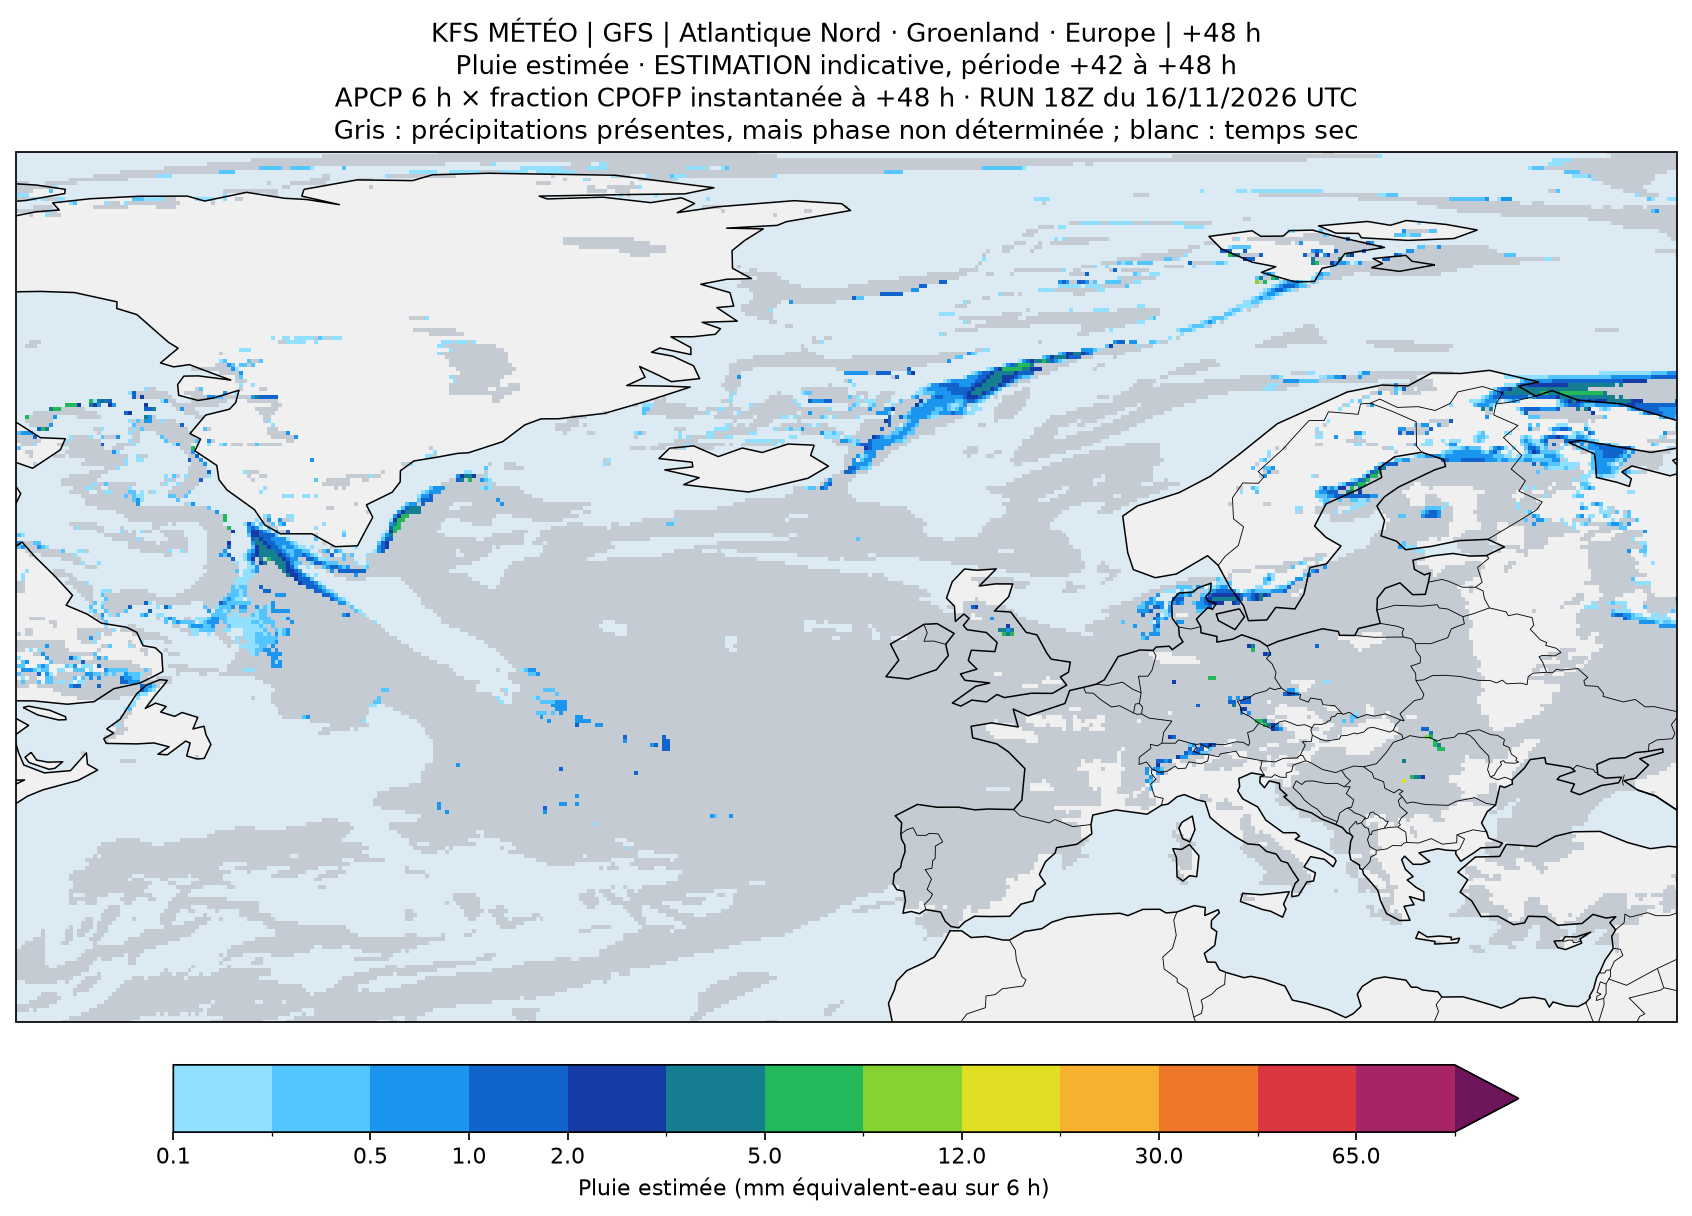 KFS MÉTÉO | GFS | Atlantique Nord · Groenland · Europe | +48 h
Pluie estimée · ESTIMATION indicative, période +42 à +48 h
APCP 6 h × fraction CPOFP instantanée à +48 h · RUN 18Z du 16/11/2026 UTC
Gris : précipitations présentes, mais phase non déterminée ; blanc : temps sec
0.1 0.5 1.0 2.0 5.0 12.0 30.0 65.0
Pluie estimée (mm équivalent-eau sur 6 h)